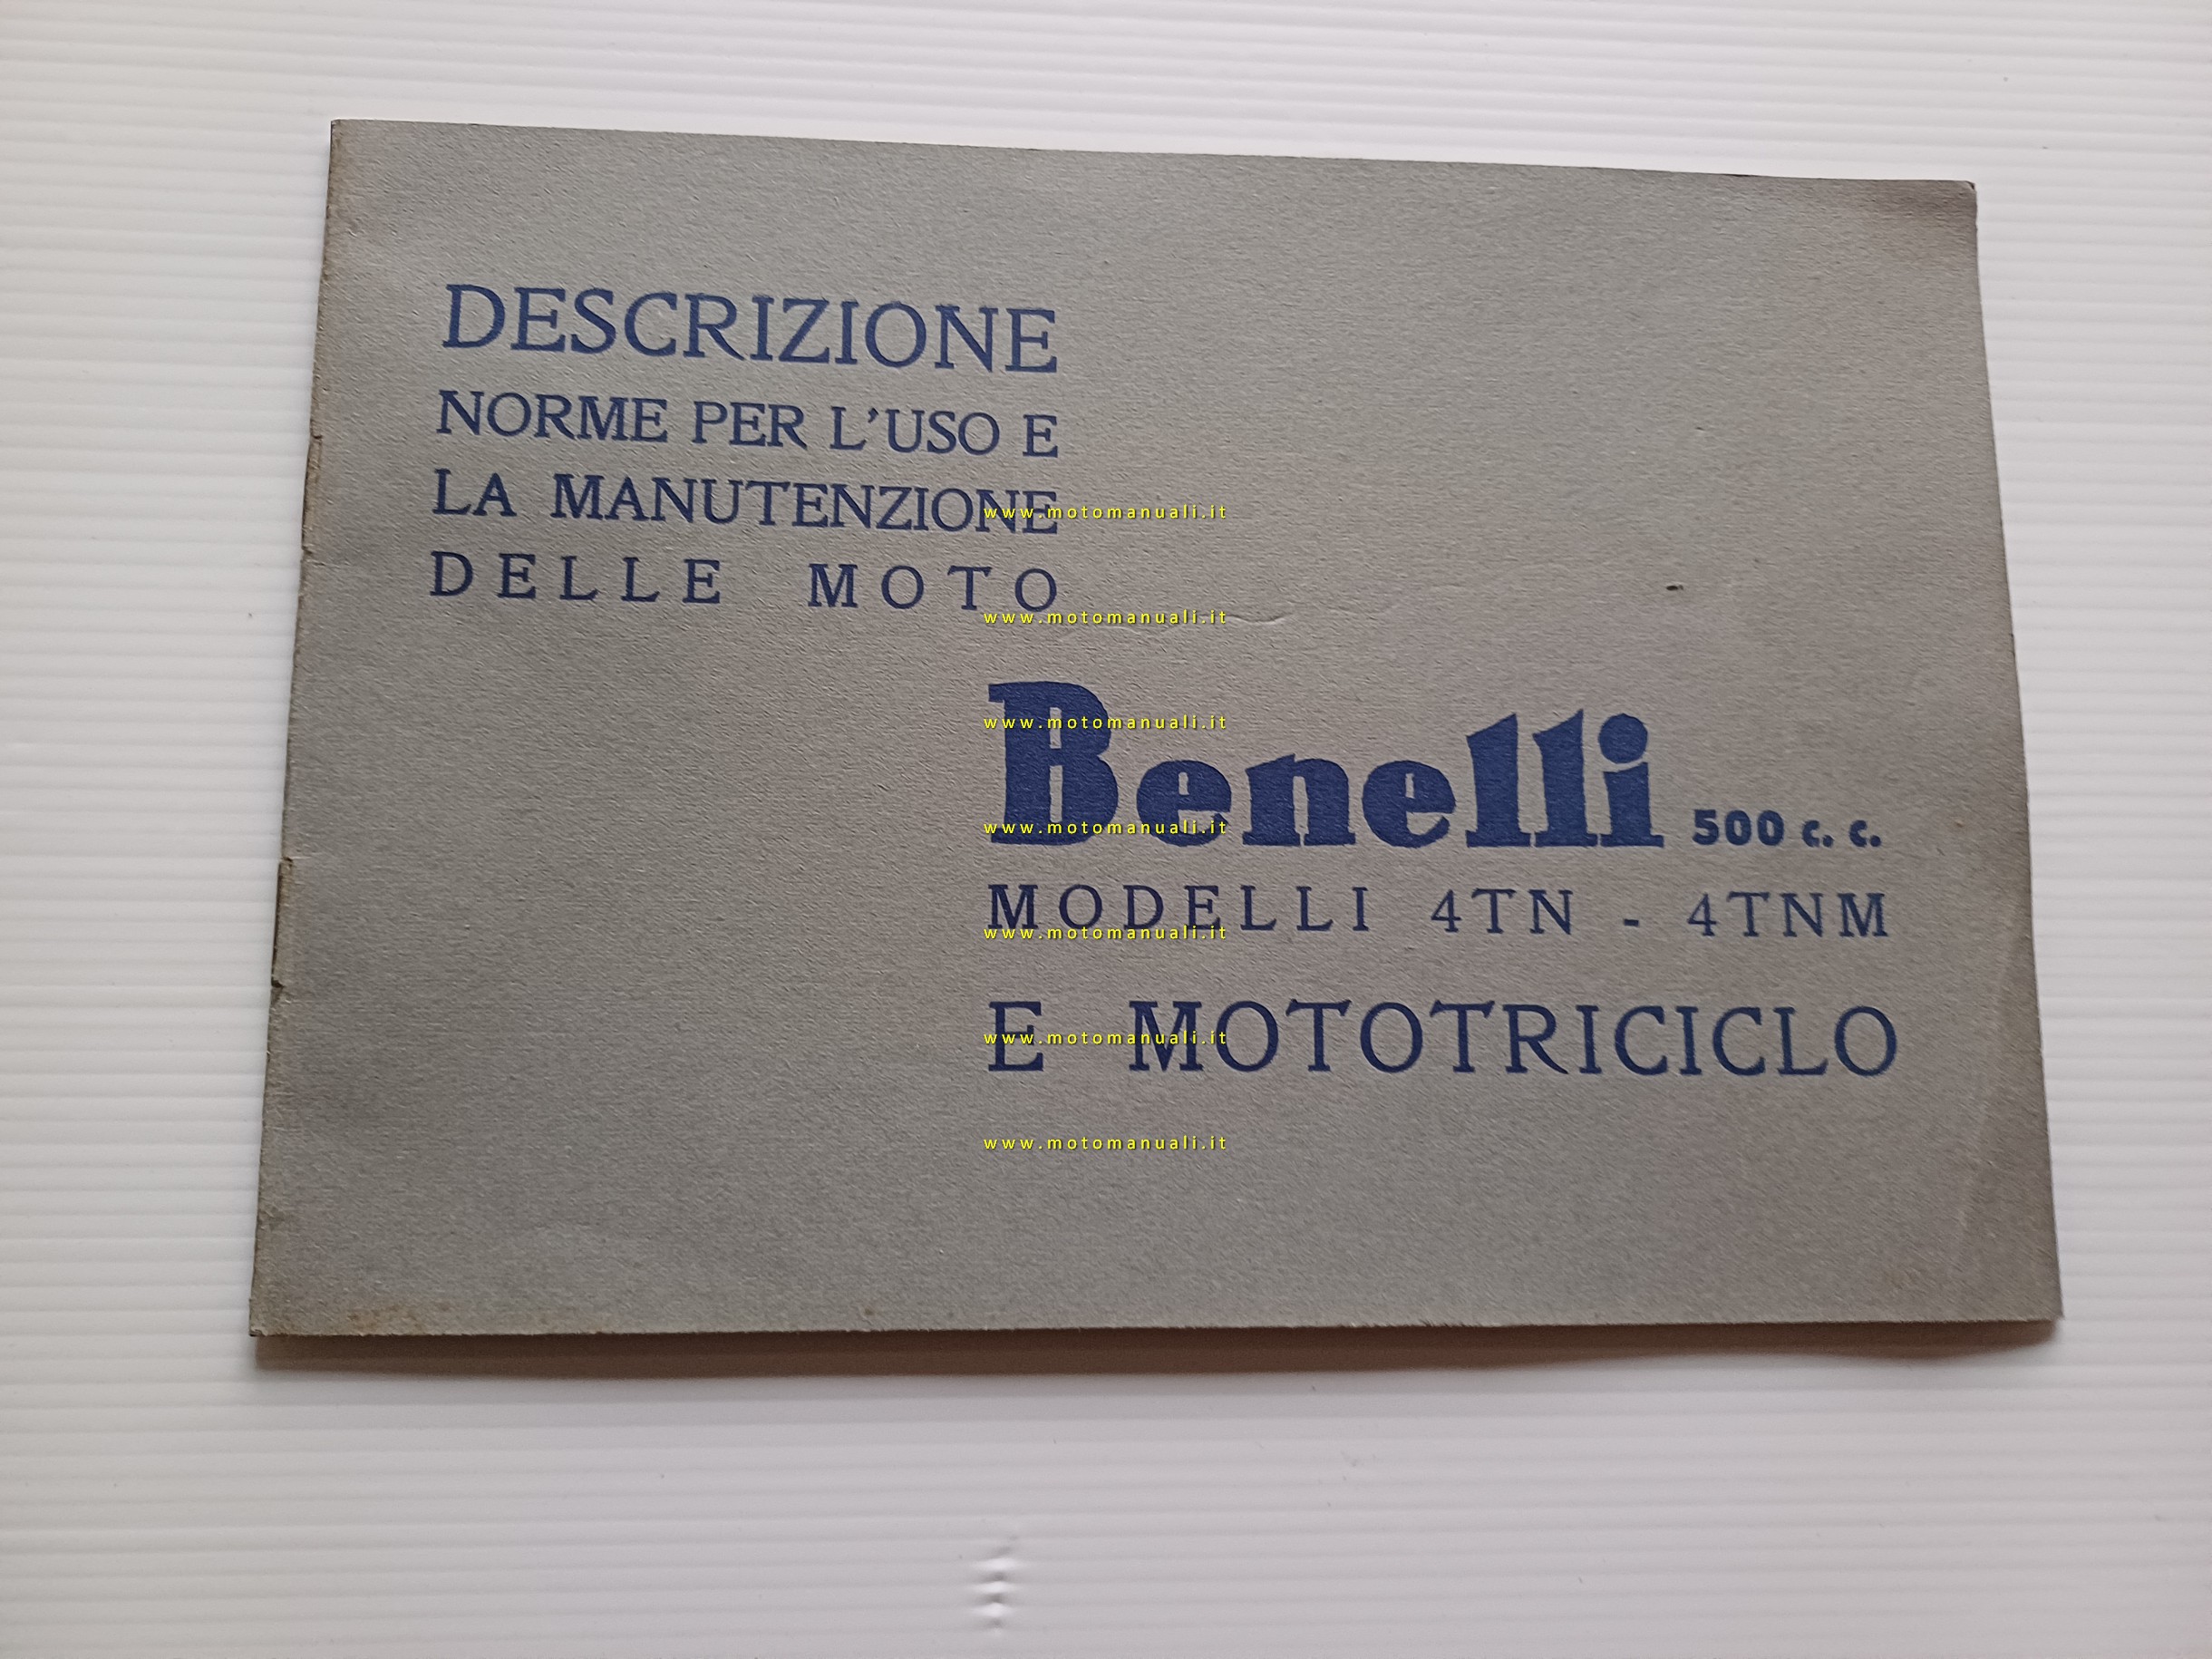 DESCRIZIONE
NORME PER L'USO E
LA MANUTENZIONE
DELLE MOTO
Benelli 500 c. c.
MODELLI 4TN - 4TNM
E MOTOTRICICLO
www.motomanuali.it
www.motomanuali.it
www.motomanuali.it
www.motomanuali.it
www.motomanuali.it
www.motomanuali.it
www.motomanuali.it